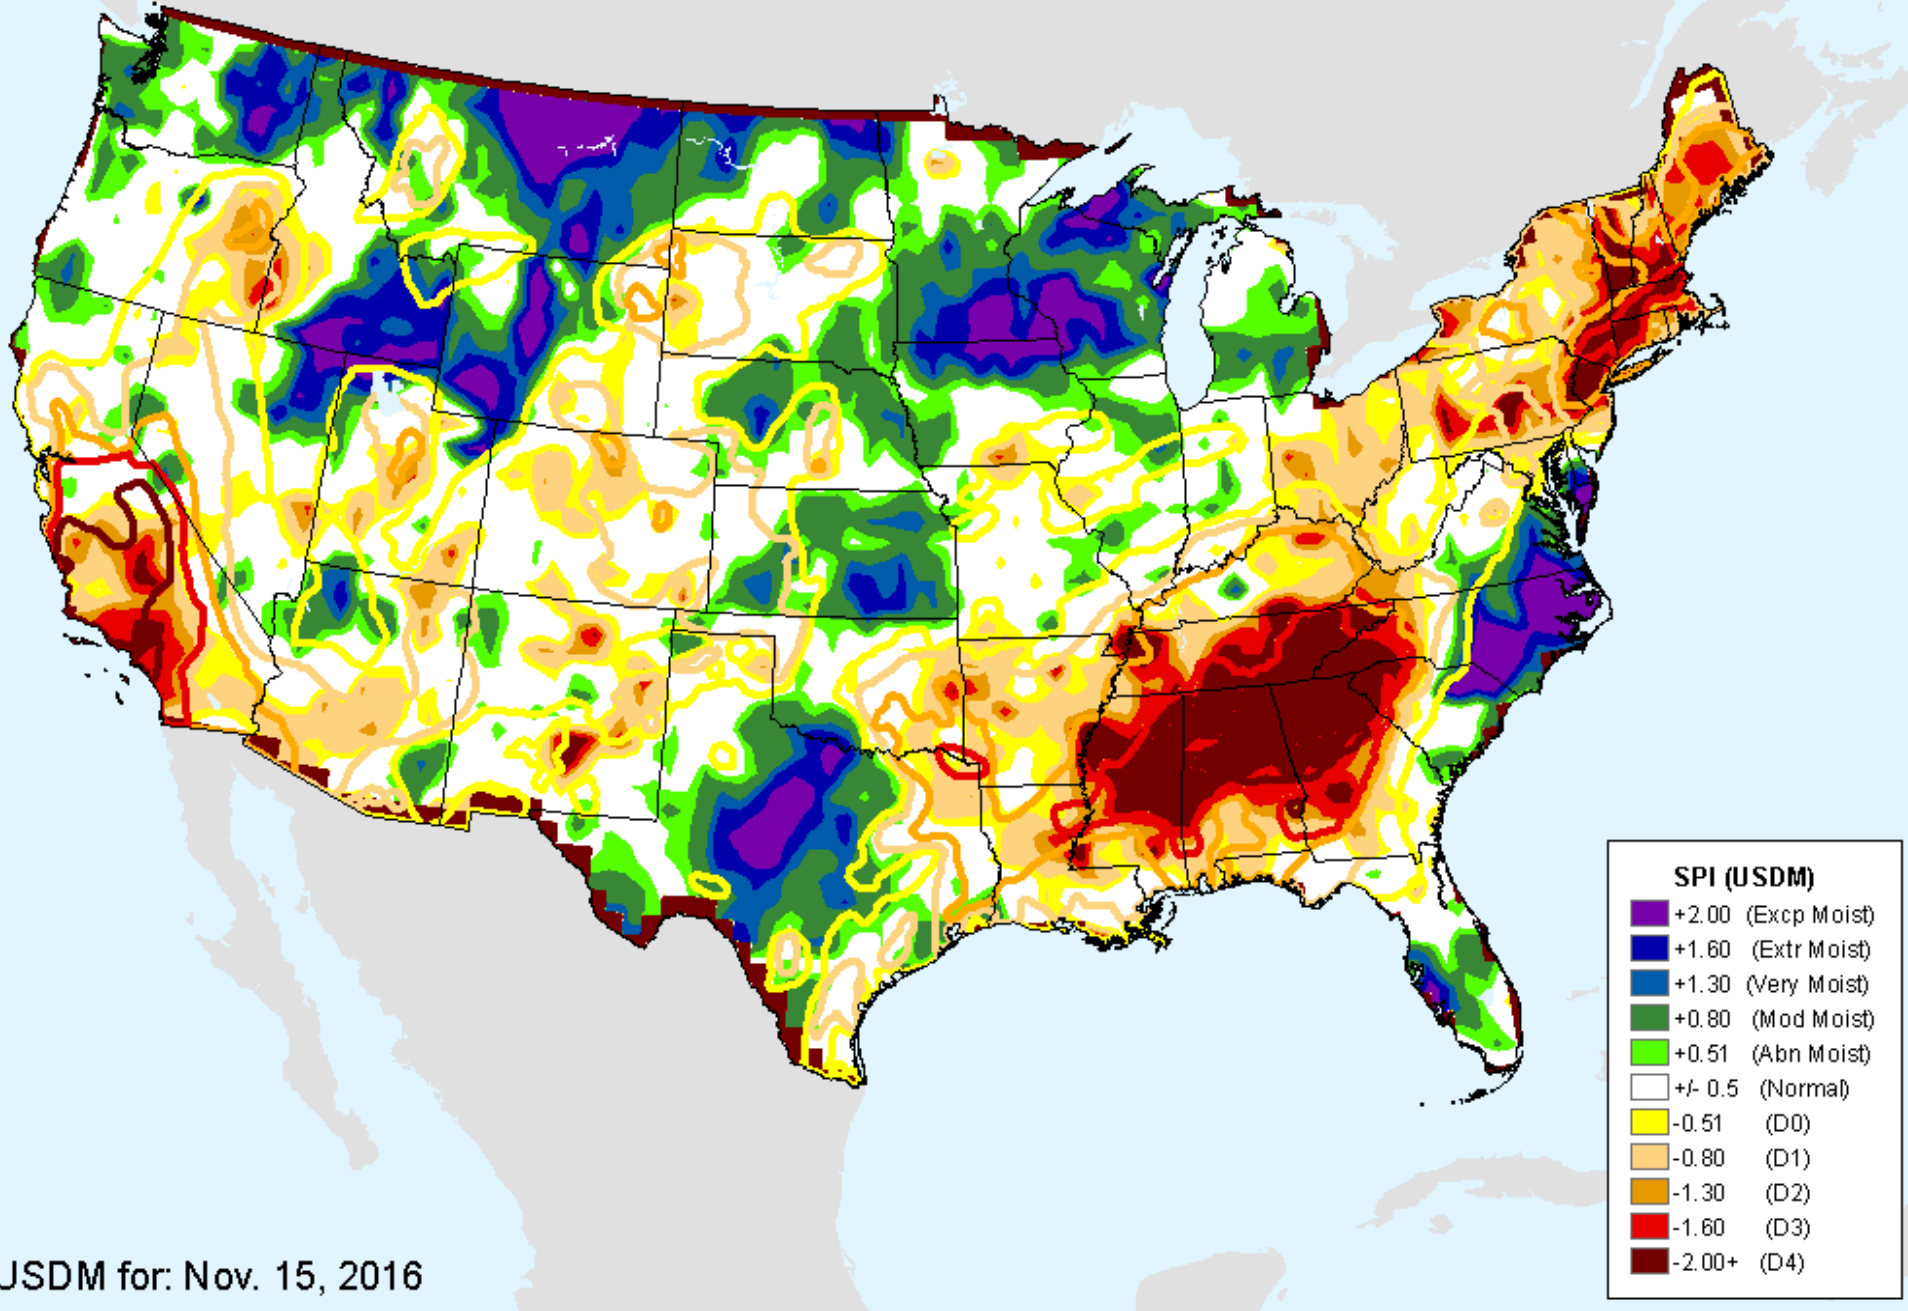 SPI (USDM)
+2.00 (Excp Moist)
+1.60 (Extr Moist)
+1.30 (Very Moist)
+0.80 (Mod Moist)
+0.51 (Abn Moist)
+/- 0.5 (Normal)
-0.51 (D0)
-0.80 (D1)
-1.30 (D2)
-1.60 (D3)
-2.00+ (D4)
USDM for: Nov. 15, 2016